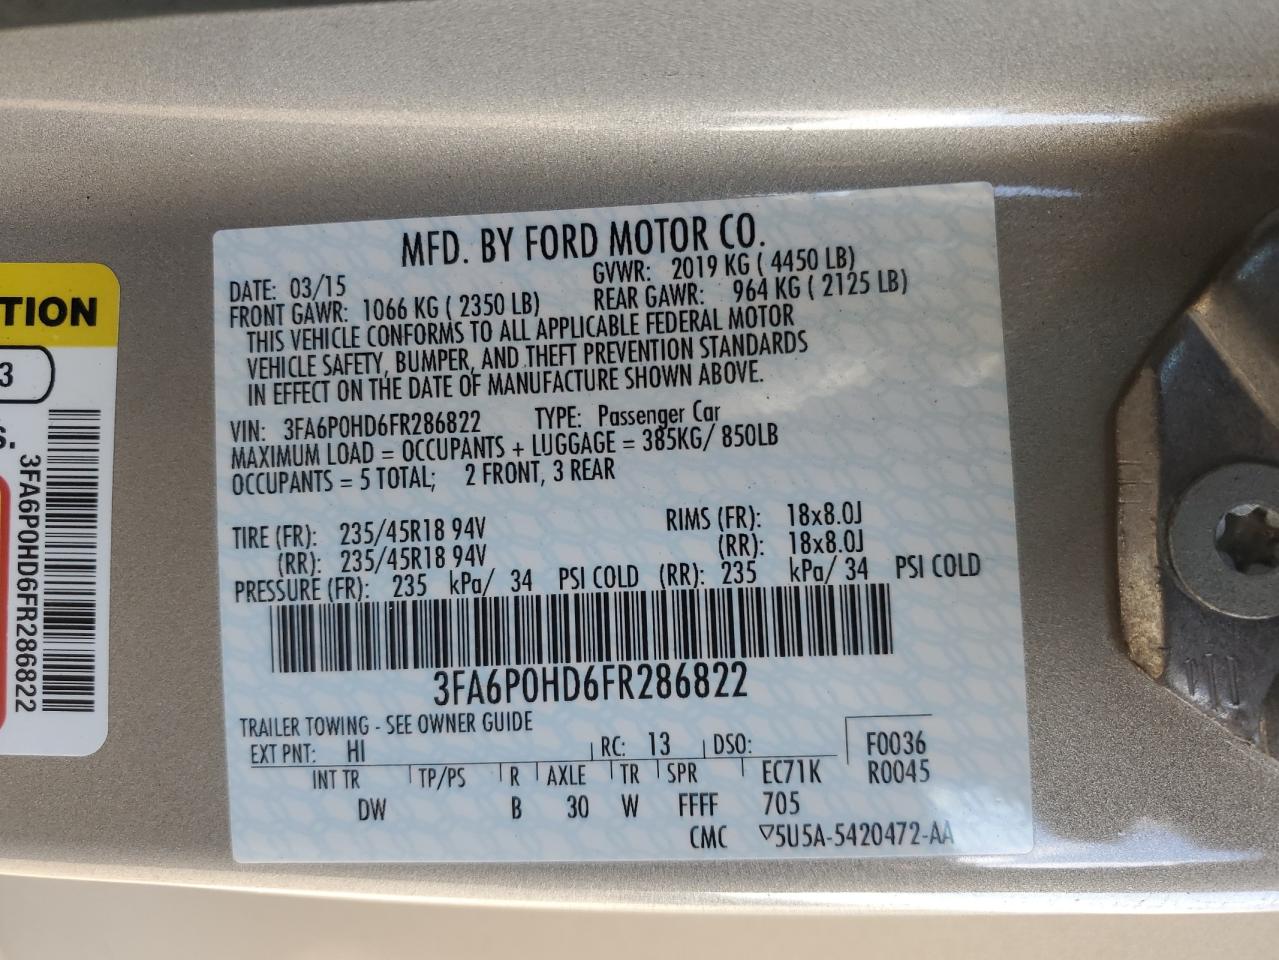 MFD. BY FORD MOTOR CO.
DATE: 03/15 GVWR: 2019 KG ( 4450 LB)
FRONT GAWR: 1066 KG ( 2350 LB) REAR GAWR: 964 KG ( 2125 LB)
THIS VEHICLE CONFORMS TO ALL APPLICABLE FEDERAL MOTOR
VEHICLE SAFETY, BUMPER, AND THEFT PREVENTION STANDARDS
IN EFFECT ON THE DATE OF MANUFACTURE SHOWN ABOVE.
VIN: 3FA6P0HD6FR286822 TYPE: Passenger Car
MAXIMUM LOAD = OCCUPANTS + LUGGAGE = 385KG/ 850LB
OCCUPANTS = 5 TOTAL; 2 FRONT, 3 REAR
TIRE (FR): 235/45R18 94V RIMS (FR): 18x8.0J
(RR): 235/45R18 94V (RR): 18x8.0J
PRESSURE (FR): 235 kPa/ 34 PSI COLD (RR): 235 kPa/ 34 PSI COLD
3FA6P0HD6FR286822
TRAILER TOWING - SEE OWNER GUIDE
EXT PNT: HI RC: 13 DSO: F0036
INT TR TP/PS R AXLE TR SPR EC71K R0045
DW B 30 W FFFF 705
CMC ▽5U5A-5420472-AA
TION
3
S.
3FA6P0HD6FR286822